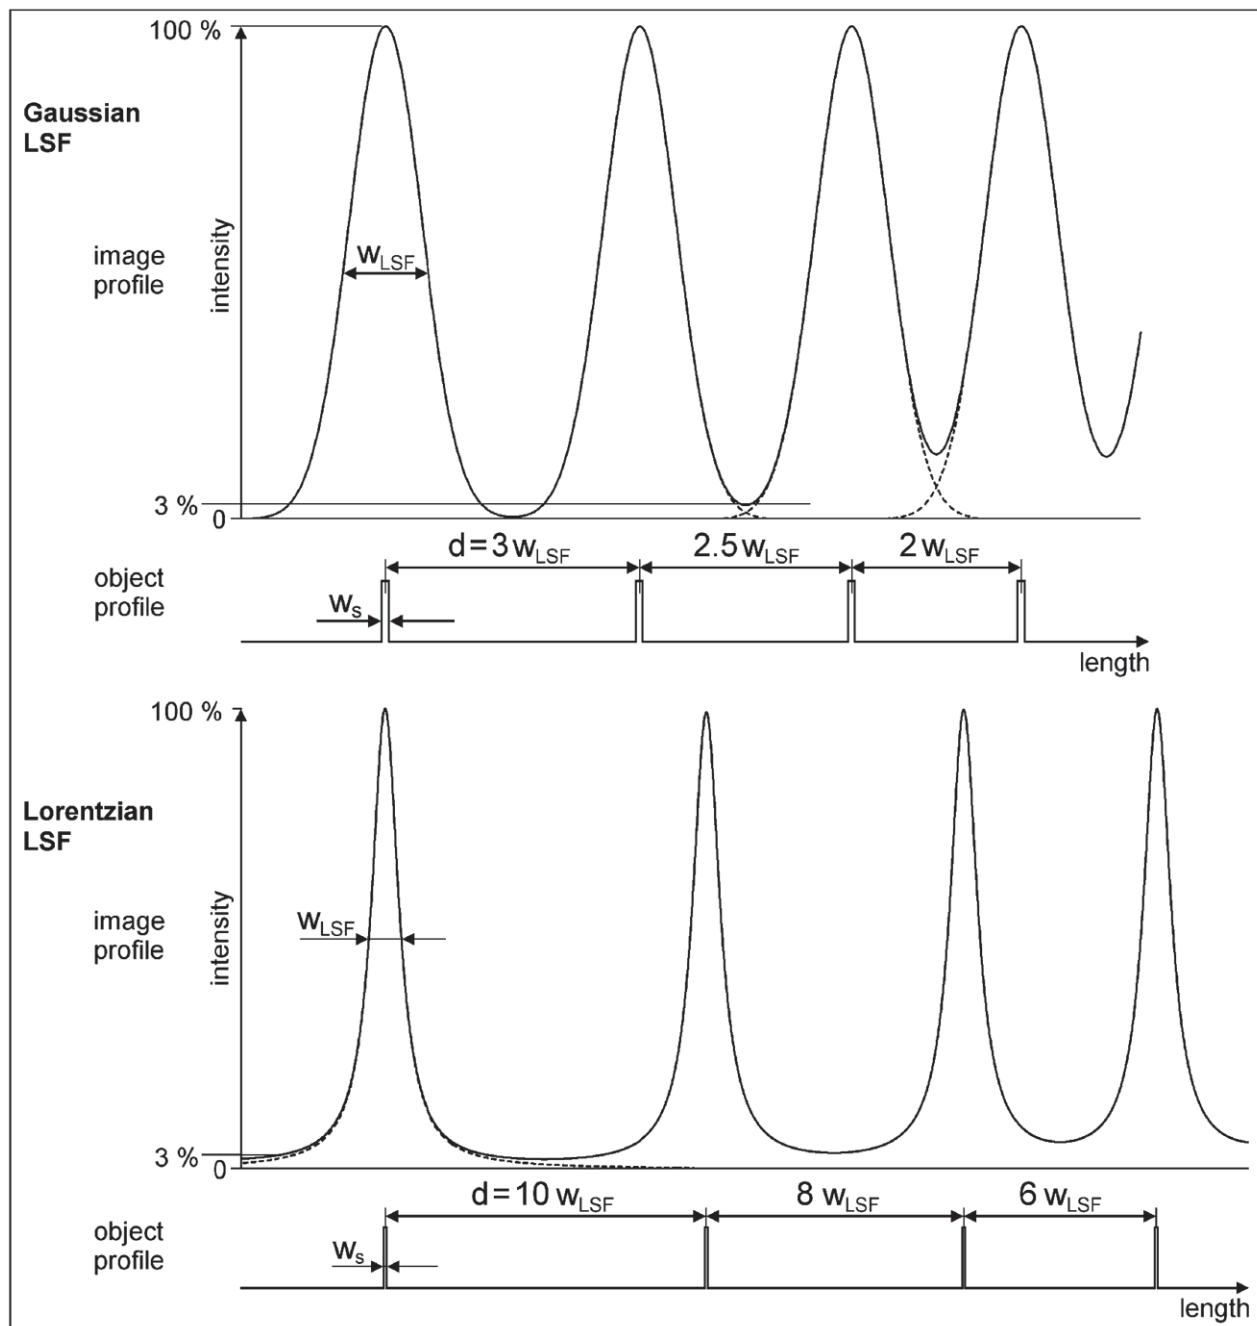 100 %
Gaussian
LSF
image
profile
intensity
W_LSF
3 %
0
d = 3 W_LSF
2.5 W_LSF
2 W_LSF
object
profile
W_s
length
100 %
Lorentzian
LSF
image
profile
intensity
W_LSF
3 %
0
d = 10 W_LSF
8 W_LSF
6 W_LSF
object
profile
W_s
length